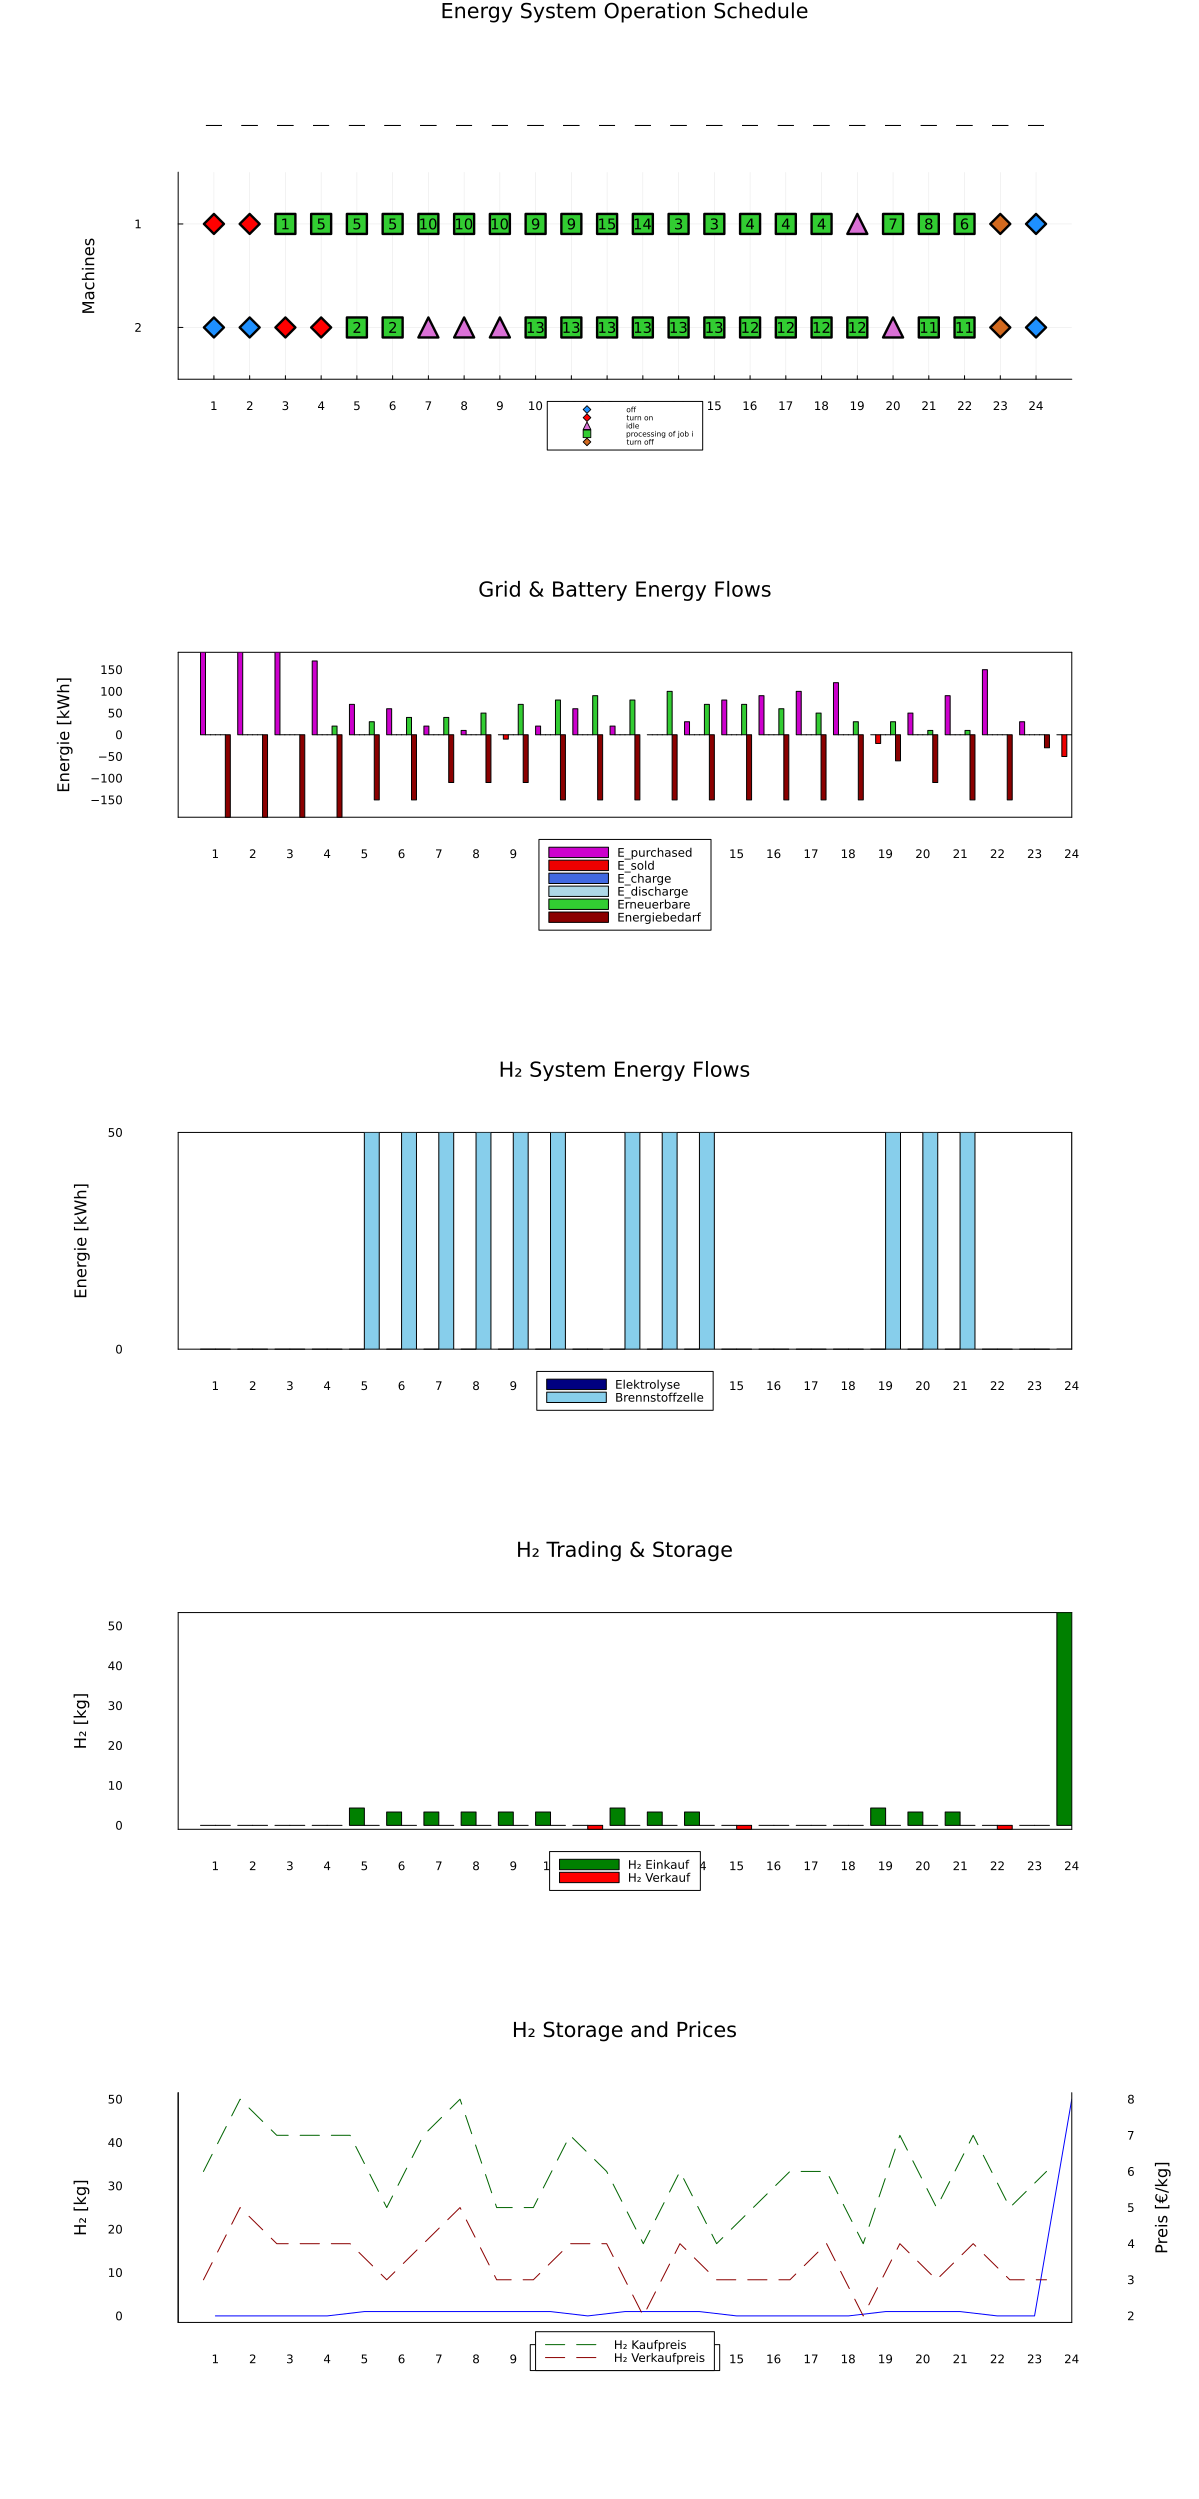 Energy System Operation Schedule
1 1 5 5 5 10 10 10 9 9 15 14 3 3 4 4 4 7 8 6
Machines
2 2 2 13 13 13 13 13 13 12 12 12 12 11 11
1 2 3 4 5 6 7 8 9 10 15 16 17 18 19 20 21 22 23 24
off
turn on
idle
processing of job i
turn off
Grid & Battery Energy Flows
Energie [kWh]
150
100
50
0
−50
−100
−150
1 2 3 4 5 6 7 8 9 15 16 17 18 19 20 21 22 23 24
E_purchased
E_sold
E_charge
E_discharge
Erneuerbare
Energiebedarf
H₂ System Energy Flows
50
Energie [kWh]
0
1 2 3 4 5 6 7 8 9 15 16 17 18 19 20 21 22 23 24
Elektrolyse
Brennstoffzelle
H₂ Trading & Storage
H₂ [kg]
50
40
30
20
10
0
1 2 3 4 5 6 7 8 9 1 4 15 16 17 18 19 20 21 22 23 24
H₂ Einkauf
H₂ Verkauf
H₂ Storage and Prices
H₂ [kg]
50
40
30
20
10
0
8
7
6
5
4
3
2
Preis [€/kg]
1 2 3 4 5 6 7 8 9 15 16 17 18 19 20 21 22 23 24
H₂ Kaufpreis
H₂ Verkaufpreis